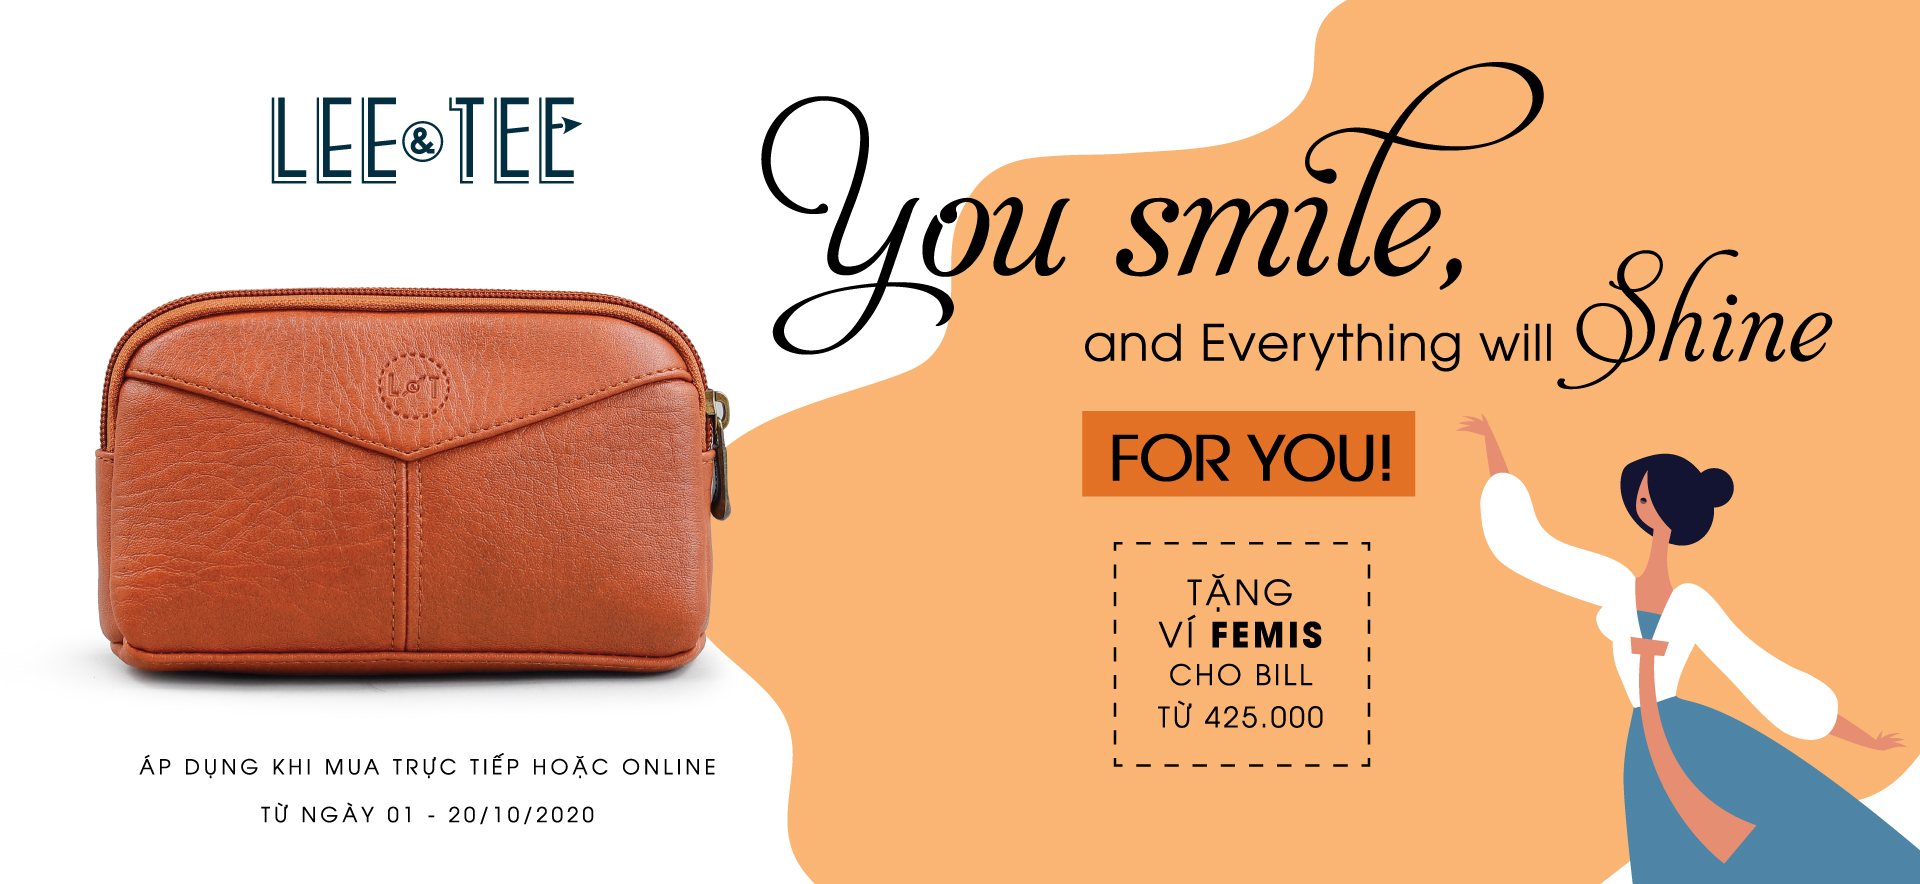 LEE & TEE
You smile,
and Everything will Shine
FOR YOU!
L & T
TẶNG
VÍ FEMIS
CHO BILL
TỪ 425.000
ÁP DỤNG KHI MUA TRỰC TIẾP HOẶC ONLINE
TỪ NGÀY 01 - 20/10/2020